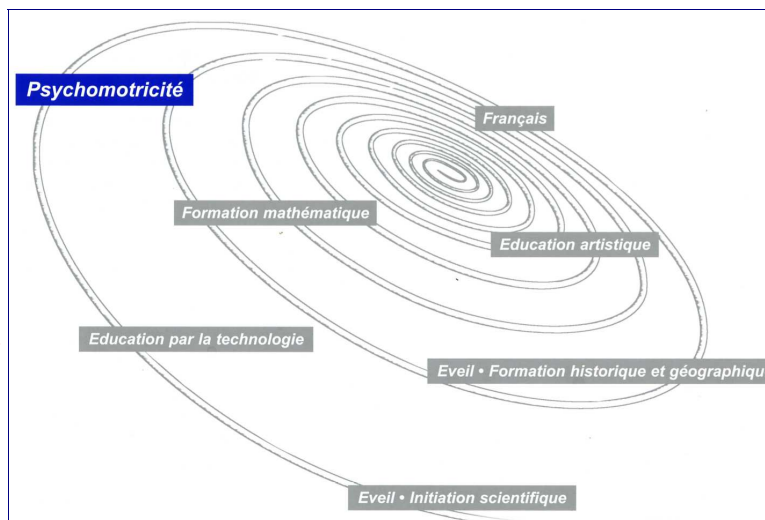 Psychomotricité
Français
Formation mathématique
Education artistique
Education par la technologie
Eveil • Formation historique et géographiqu
Eveil • Initiation scientifique